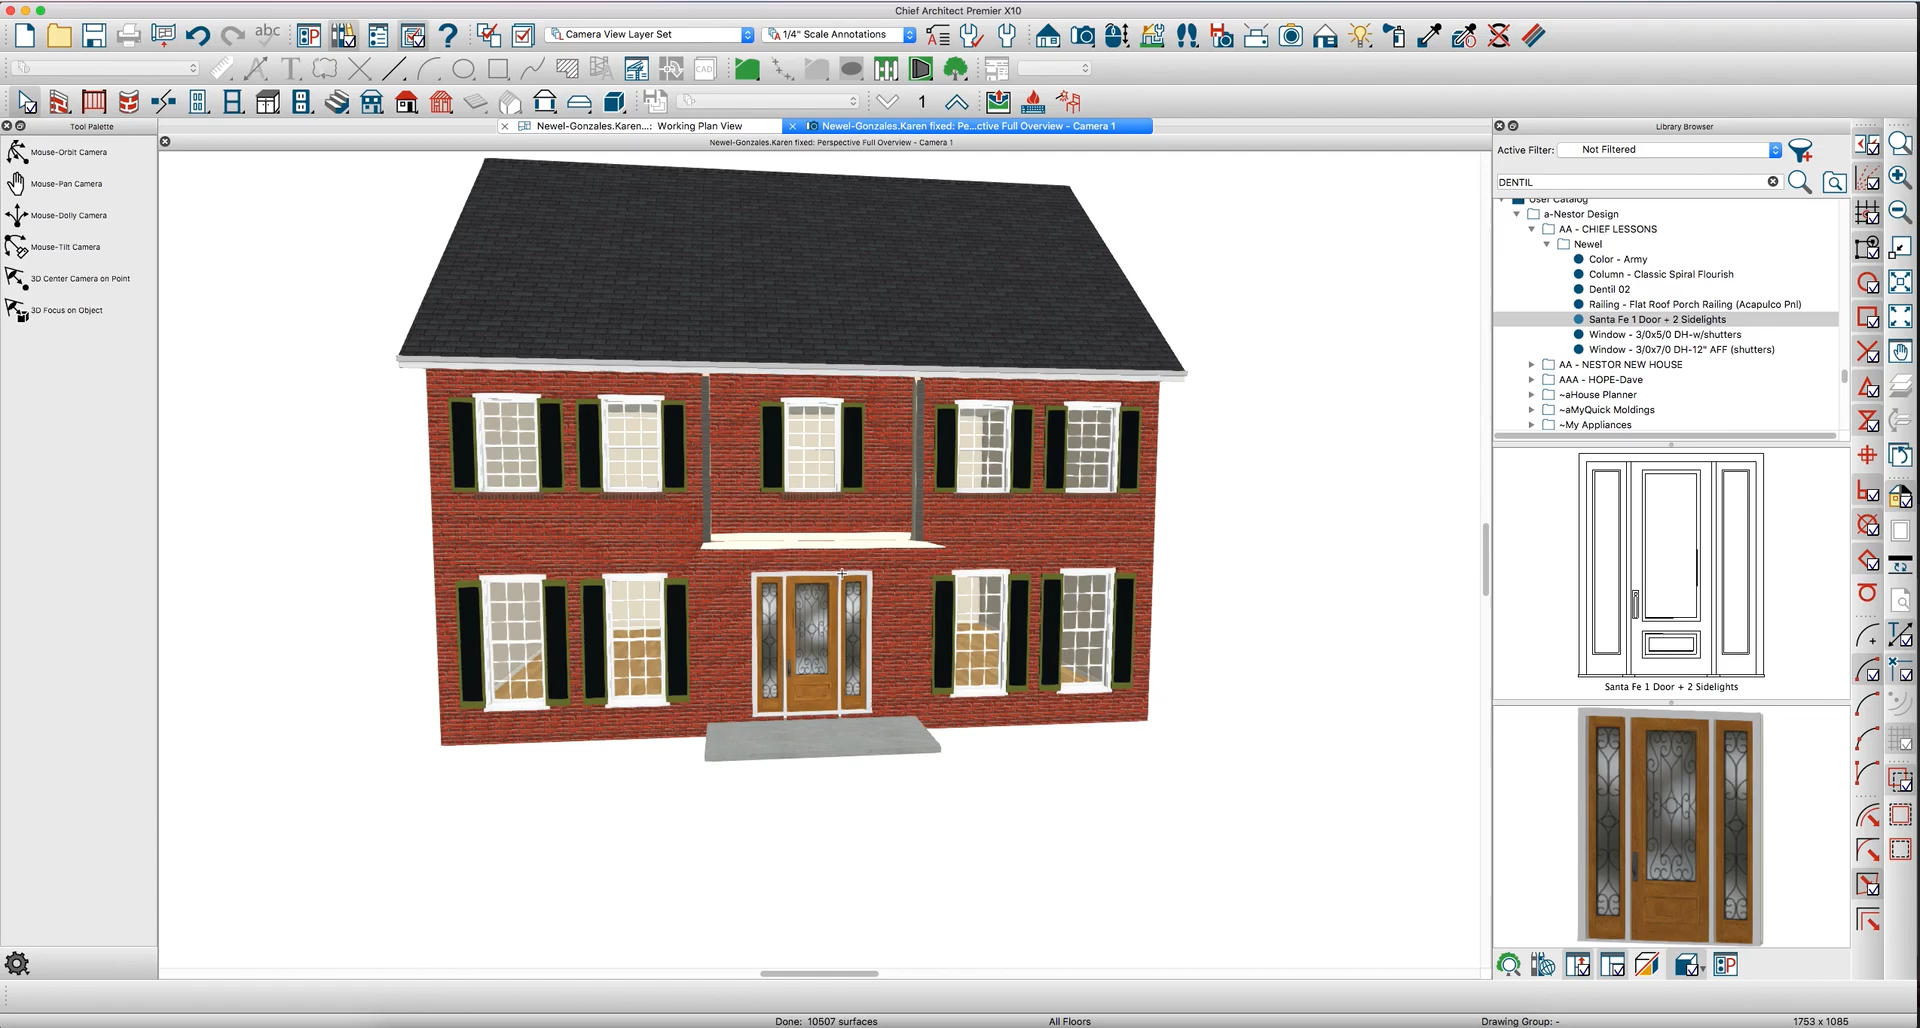 Chief Architect Premier X10
abc
Camera View Layer Set
1/4" Scale Annotations
CAD
1
Tool Palette
Newel-Gonzales.Karen...: Working Plan View
Newel-Gonzales.Karen fixed: Pe...ctive Full Overview - Camera 1
Library Browser
Newel-Gonzales.Karen fixed: Perspective Full Overview - Camera 1
Mouse-Orbit Camera
Mouse-Pan Camera
Mouse-Dolly Camera
Mouse-Tilt Camera
3D Center Camera on Point
3D Focus on Object
Active Filter:
Not Filtered
DENTIL
User Catalog
a-Nestor Design
AA - CHIEF LESSONS
Newel
Color - Army
Column - Classic Spiral Flourish
Dentil 02
Railing - Flat Roof Porch Railing (Acapulco Pnl)
Santa Fe 1 Door + 2 Sidelights
Window - 3/0x5/0 DH-w/shutters
Window - 3/0x7/0 DH-12" AFF (shutters)
AA - NESTOR NEW HOUSE
AAA - HOPE-Dave
~aHouse Planner
~aMyQuick Moldings
~My Appliances
Santa Fe 1 Door + 2 Sidelights
Done: 10507 surfaces
All Floors
Drawing Group: -
1753 x 1085